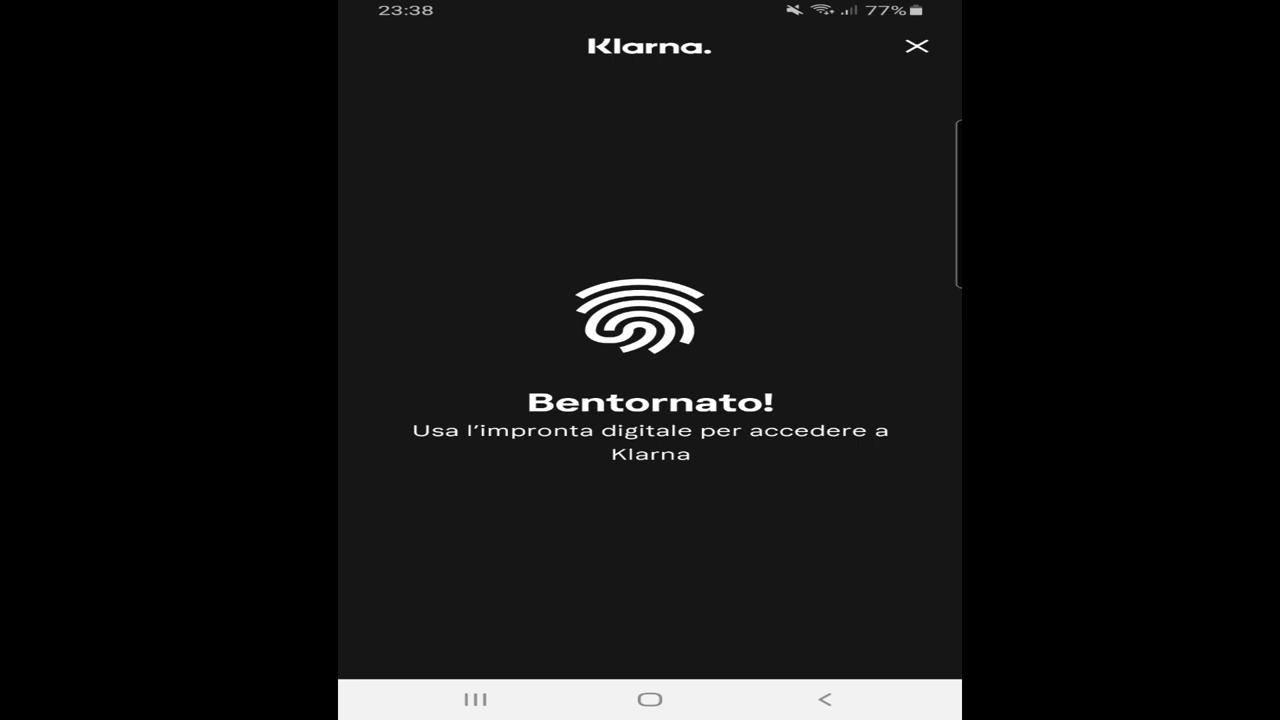 23:38
77%
Klarna.
Bentornato!
Usa l'impronta digitale per accedere a
Klarna